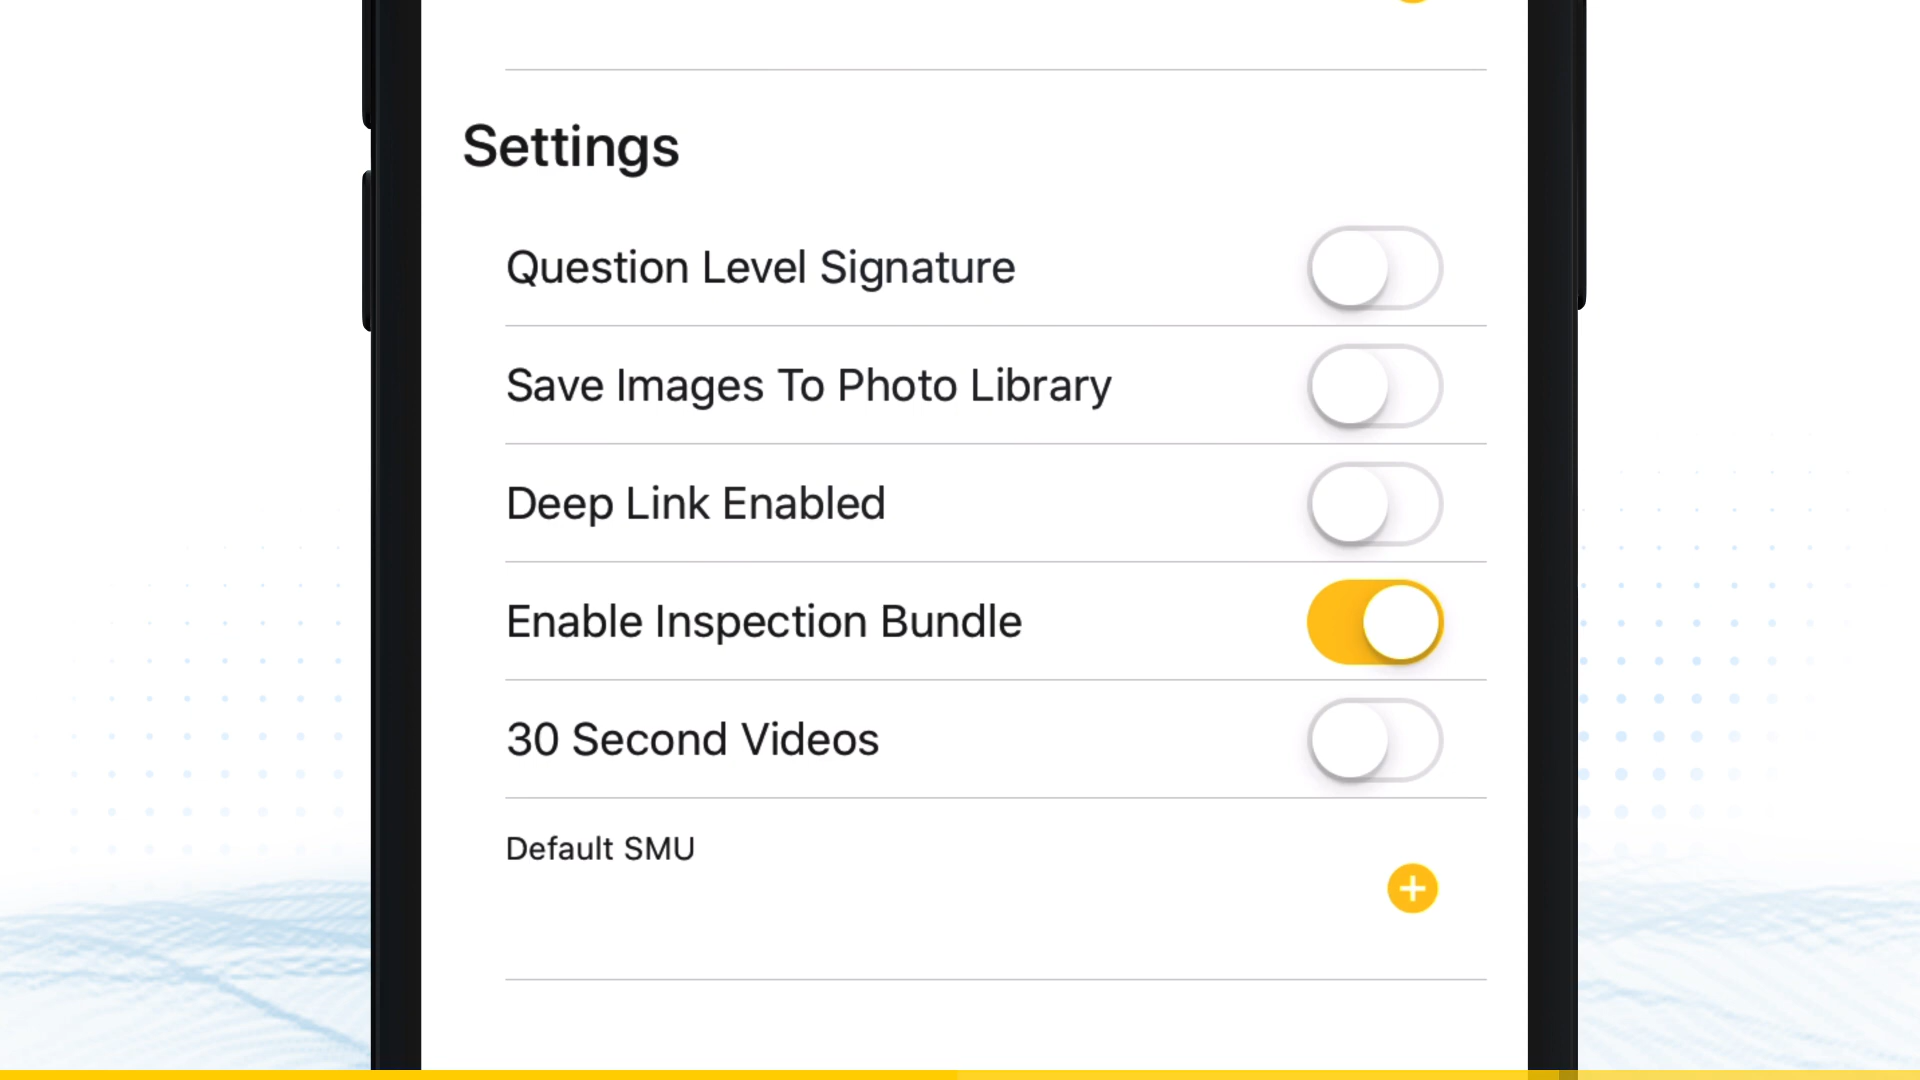 Settings
Question Level Signature
Save Images To Photo Library
Deep Link Enabled
Enable Inspection Bundle
30 Second Videos
Default SMU